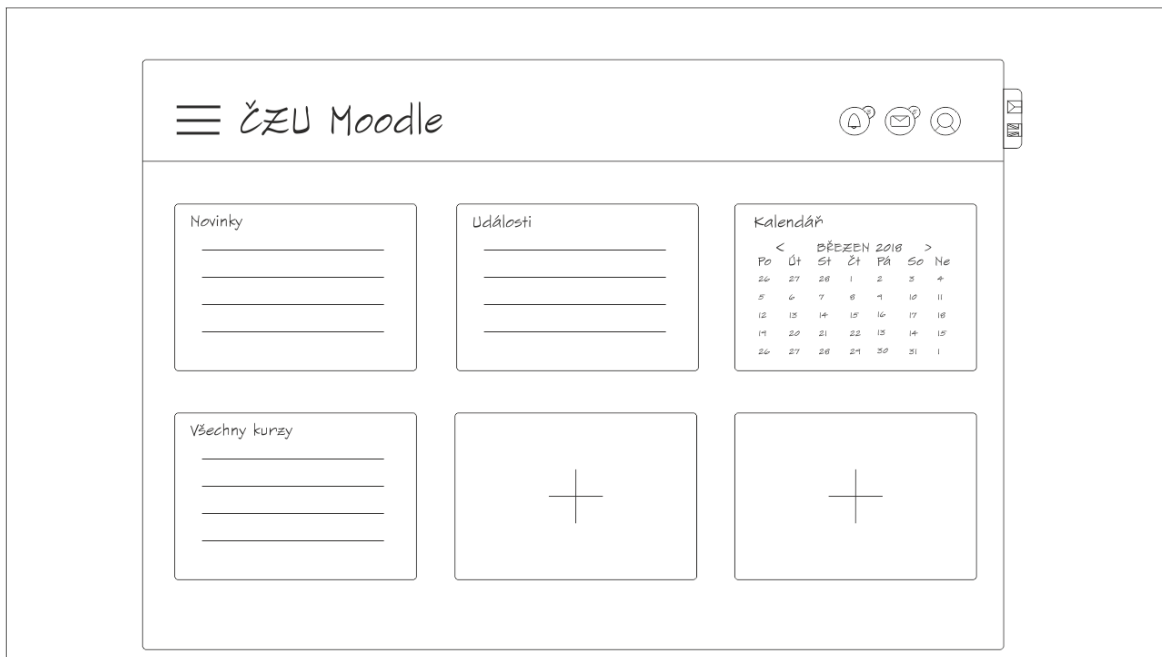 ČZU Moodle
Novinky
Události
Kalendář
< BŘEZEN 2018 >
Po Út St Čt Pá So Ne
26 27 28 1 2 3 4
5 6 7 8 9 10 11
12 13 14 15 16 17 18
19 20 21 22 13 14 15
26 27 28 29 30 31 1
Všechny kurzy